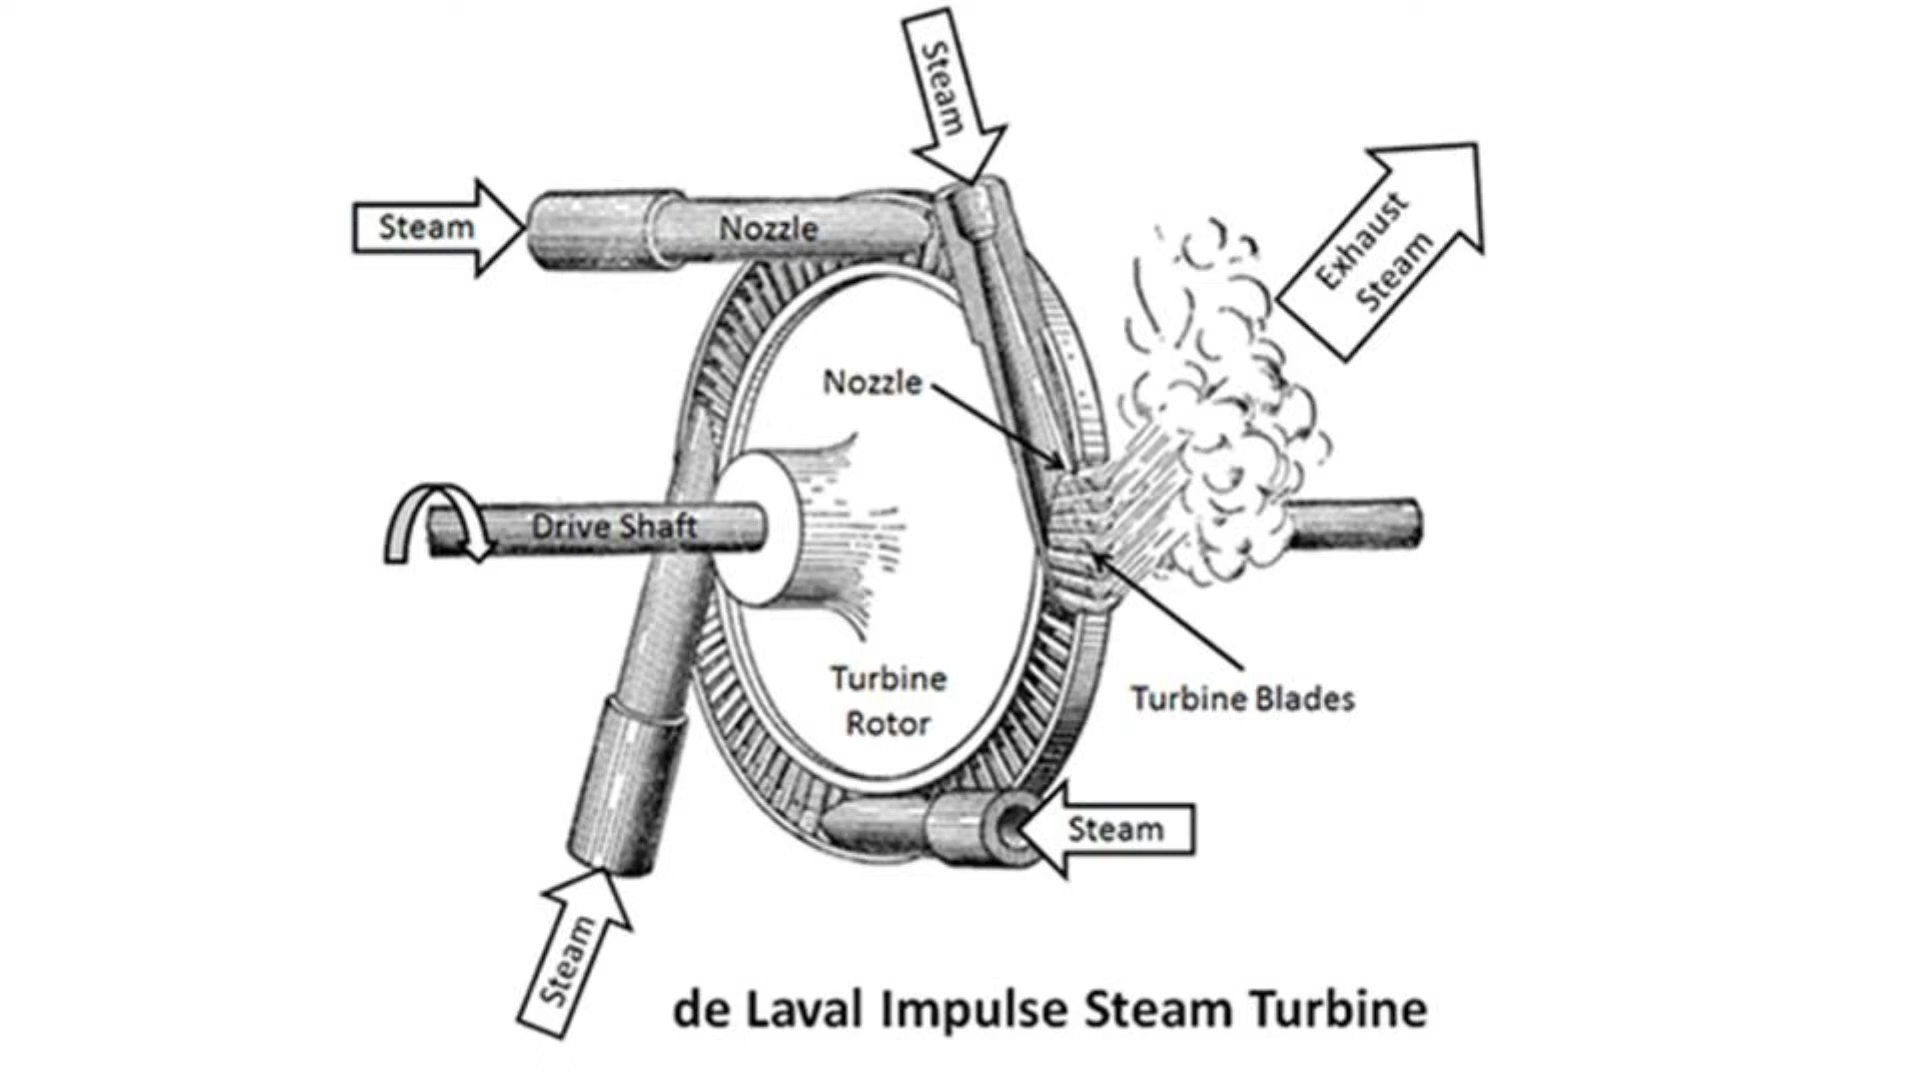 Steam
Steam
Nozzle
Exhaust
Steam
Nozzle
Drive Shaft
Turbine
Rotor
Turbine Blades
Steam
Steam
de Laval Impulse Steam Turbine